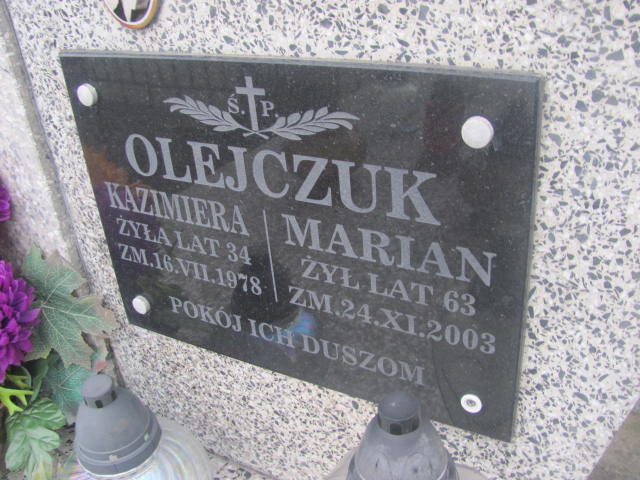 Ś. P.
OLEJCZUK
KAZIMIERA
ŻYŁA LAT 34
ZM.16.VII.1978
MARIAN
ŻYŁ LAT 63
ZM.24.XI.2003
POKÓJ ICH DUSZOM